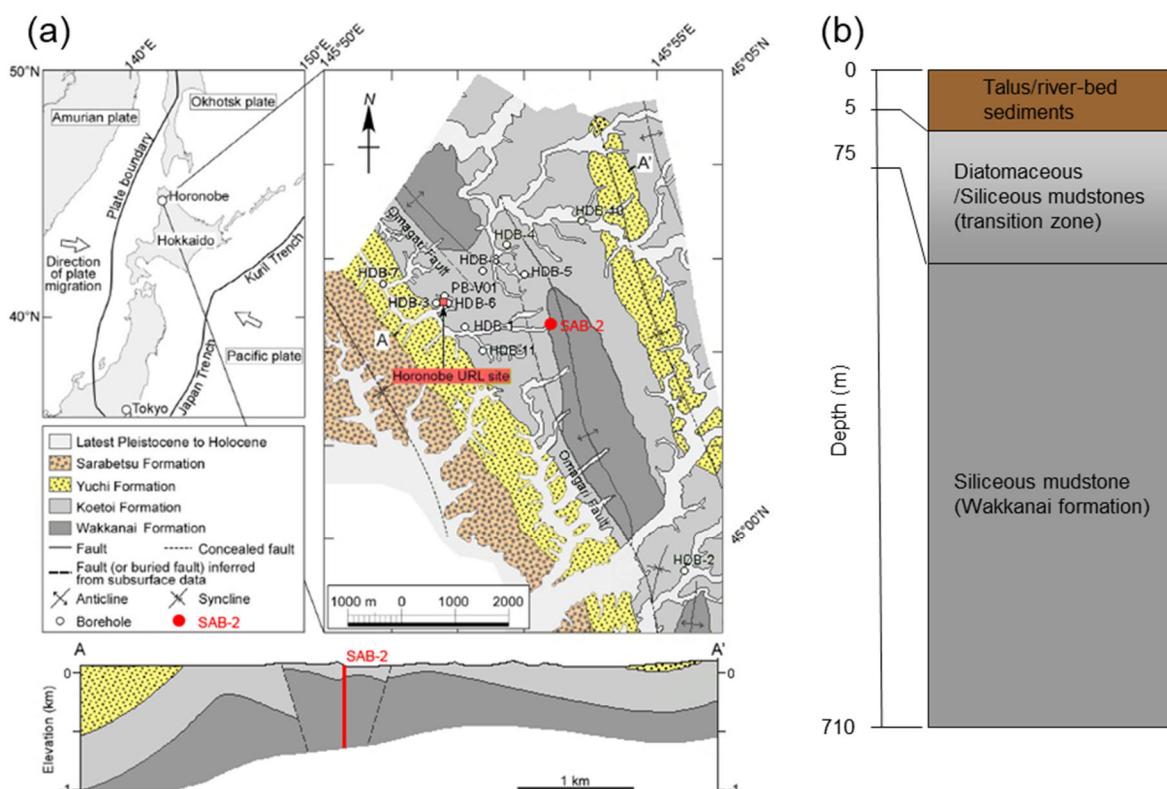 (a)
140°E
150°E
50°N
40°N
Amurian plate
Okhotsk plate
Plate boundary
Horonobe
Hokkaido
Direction
of plate
migration
Kuril Trench
Pacific plate
Japan Trench
Tokyo
145°50'E
145°55'E
45°05'N
45°00'N
N
A'
HDB-10
Omagari Fault
HDB-4
HDB-8
HDB-5
HDB-7
PB-V01
HDB-3
HDB-6
SAB-2
HDB-1
A
HDB-11
Horonobe URL site
Omagari Fault
HDB-2
1000 m 0 1000 2000
Latest Pleistocene to Holocene
Sarabetsu Formation
Yuchi Formation
Koetoi Formation
Wakkanai Formation
Fault
Concealed fault
Fault (or buried fault) inferred
from subsurface data
Anticline
Syncline
Borehole
SAB-2
A
A'
SAB-2
Elevation (km)
0
1
0
1
1 km
(b)
0
5
75
710
Depth (m)
Talus/river-bed
sediments
Diatomaceous
/Siliceous mudstones
(transition zone)
Siliceous mudstone
(Wakkanai formation)